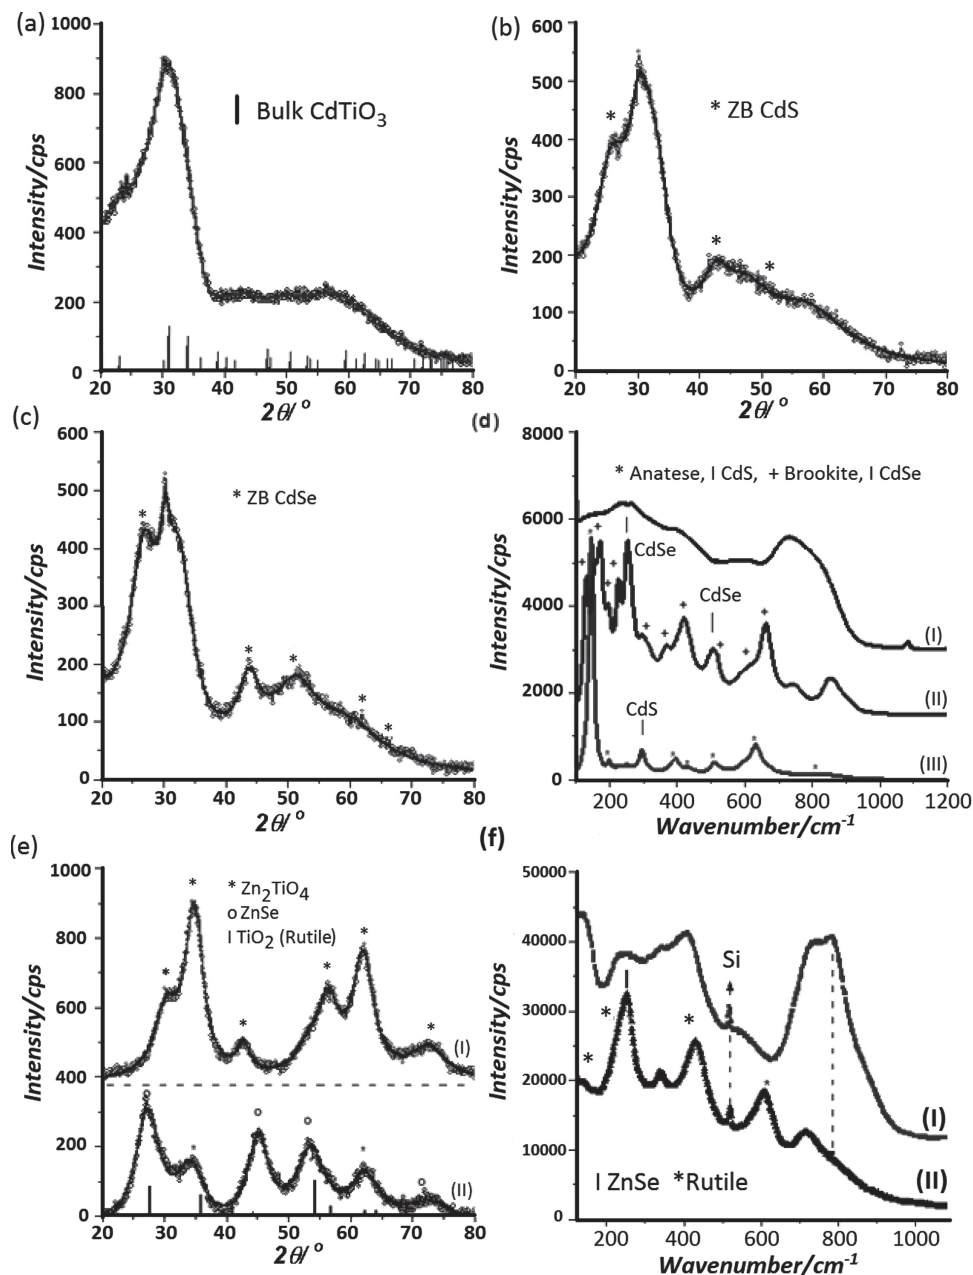 (a)
1000
800
600
400
200
0
Intensity/cps
Bulk CdTiO3
20 30 40 50 60 70 80
2θ/ °
(b)
600
500
400
300
200
100
0
Intensity/cps
* ZB CdS
20 30 40 50 60 70 80
2θ/ °
(c)
600
500
400
300
200
100
0
Intensity/cps
* ZB CdSe
20 30 40 50 60 70 80
2θ/ °
(d)
8000
6000
4000
2000
0
* Anatese, I CdS, + Brookite, I CdSe
CdSe
CdSe
CdS
(I)
(II)
(III)
200 400 600 800 1000 1200
Wavenumber/cm-1
(e)
1000
800
600
400
200
0
Intensity/cps
* Zn2TiO4
o ZnSe
I TiO2 (Rutile)
(I)
(II)
20 30 40 50 60 70 80
2θ/ °
(f)
50000
40000
30000
20000
10000
0
Intensity/cps
Si
(I)
(II)
I ZnSe *Rutile
200 400 600 800 1000
Wavenumber/cm-1